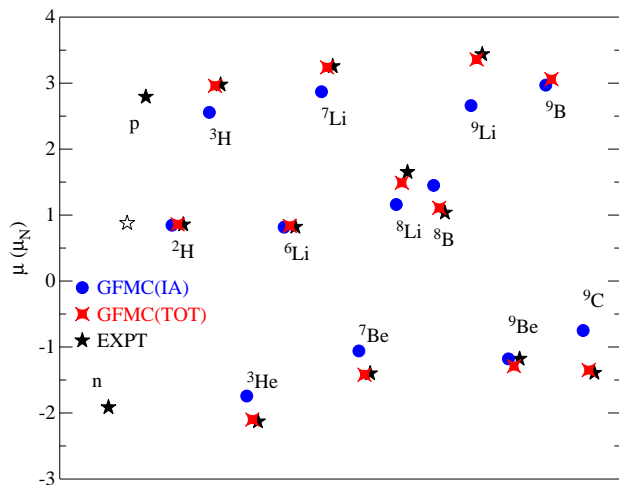 4
3
2
1
0
-1
-2
-3
μ (μ_N)
p
n
³H
⁷Li
⁹Li
⁹B
²H
⁶Li
⁸Li
⁸B
GFMC(IA)
GFMC(TOT)
EXPT
³He
⁷Be
⁹Be
⁹C